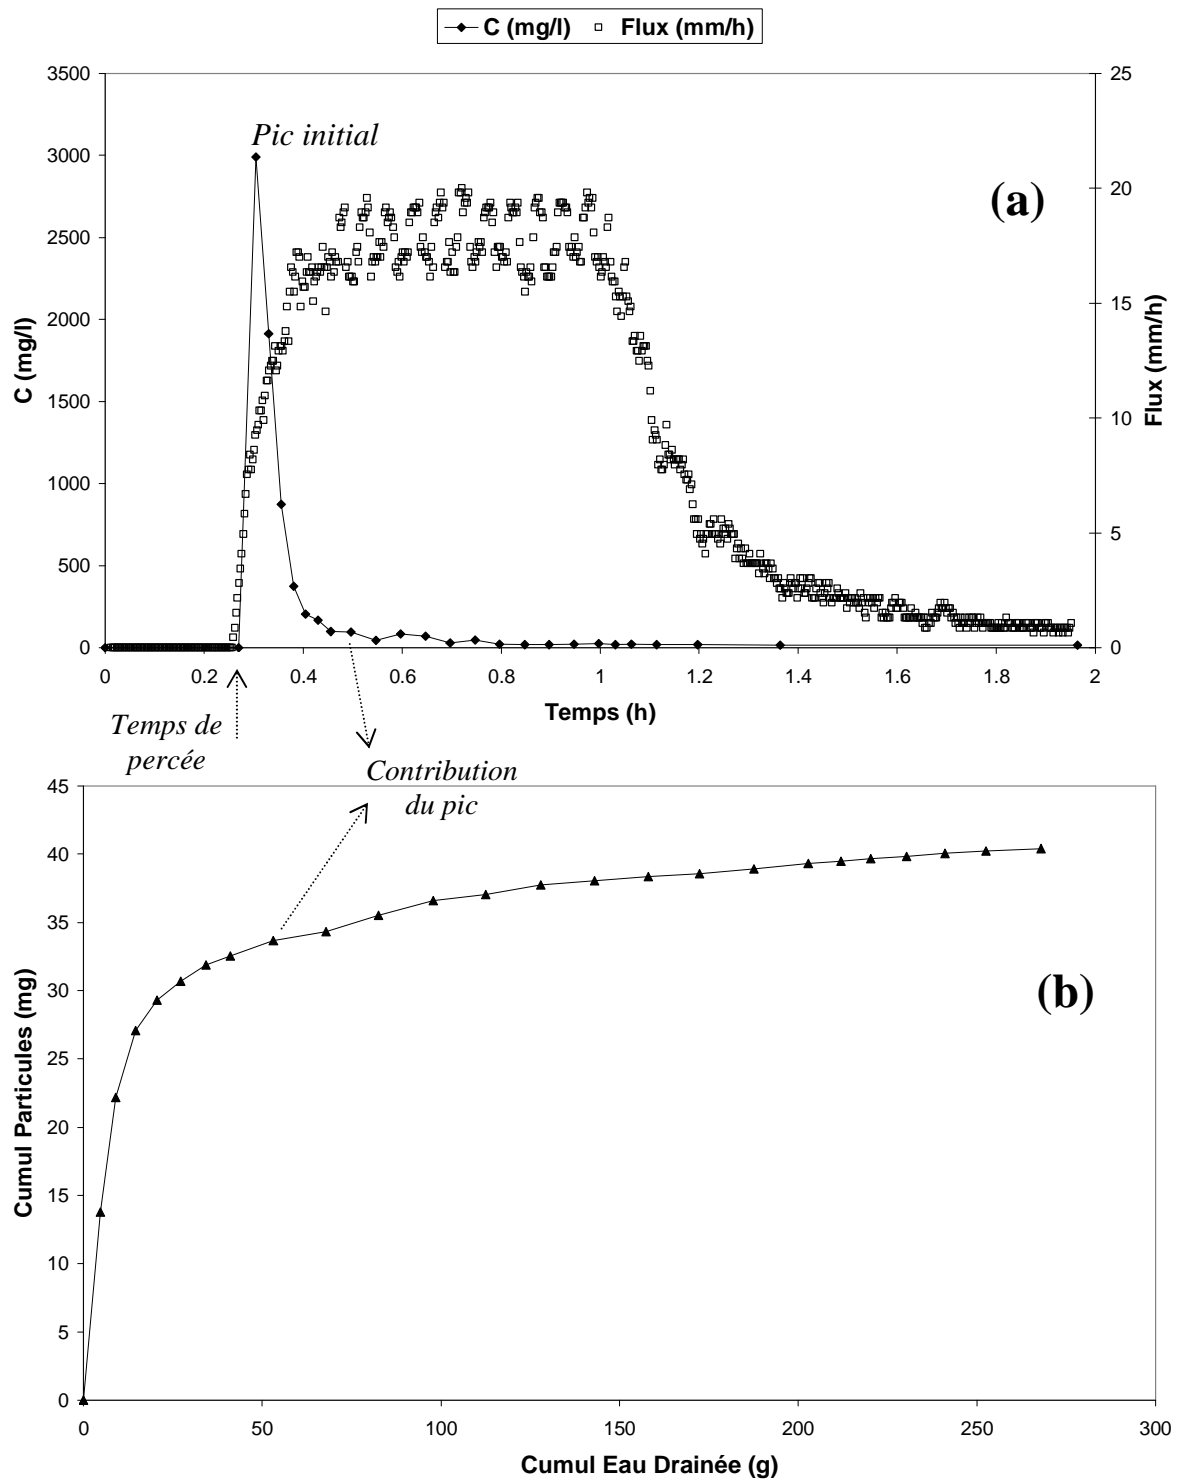 C (mg/l) Flux (mm/h)
3500
3000
2500
2000
1500
1000
500
0
C (mg/l)
Pic initial
(a)
25
20
15
10
5
0
Flux (mm/h)
0 0.2 0.4 0.6 0.8 1 1.2 1.4 1.6 1.8 2
Temps (h)
Temps de
percée
Contribution
du pic
45
40
35
30
25
20
15
10
5
0
Cumul Particules (mg)
(b)
0 50 100 150 200 250 300
Cumul Eau Drainée (g)